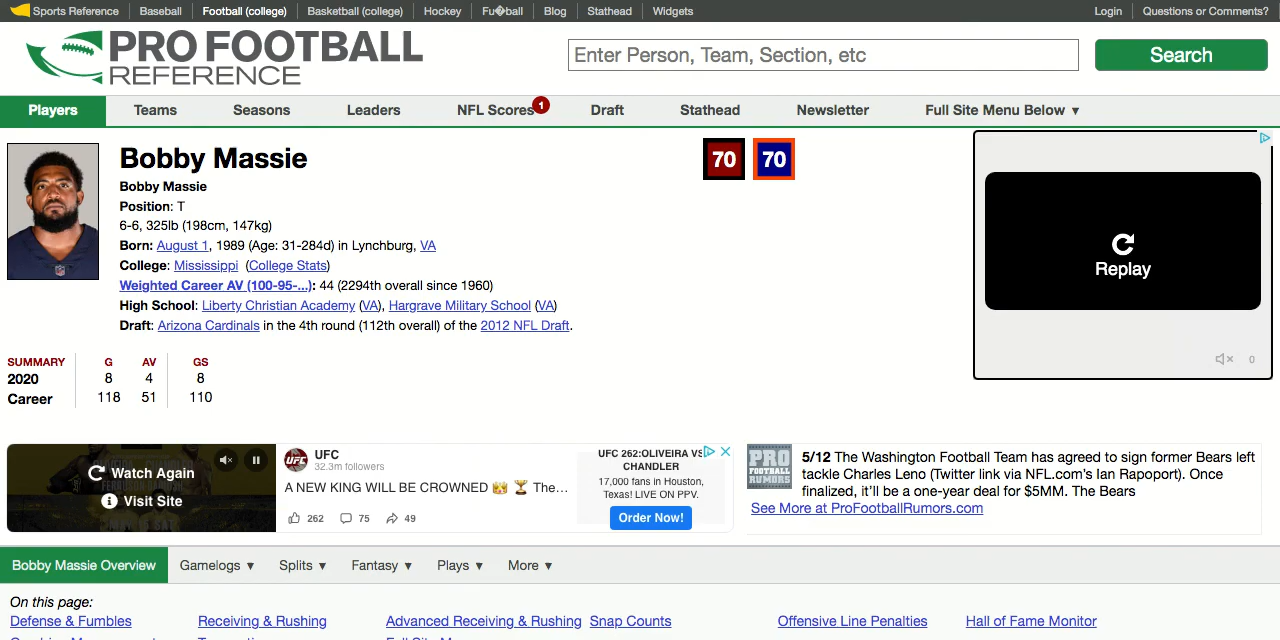 Sports Reference Baseball Football (college) Basketball (college) Hockey Fu�ball Blog Stathead Widgets Login Questions or Comments?
PRO FOOTBALL
REFERENCE
Enter Person, Team, Section, etc
Search
Players Teams Seasons Leaders NFL Scores 1 Draft Stathead Newsletter Full Site Menu Below ▼
Bobby Massie
70 70
Bobby Massie
Position: T
6-6, 325lb (198cm, 147kg)
Born: August 1, 1989 (Age: 31-284d) in Lynchburg, VA
College: Mississippi (College Stats)
Weighted Career AV (100-95-...): 44 (2294th overall since 1960)
High School: Liberty Christian Academy (VA), Hargrave Military School (VA)
Draft: Arizona Cardinals in the 4th round (112th overall) of the 2012 NFL Draft.
Replay
0
SUMMARY G AV GS
2020 8 4 8
Career 118 51 110
Watch Again
Visit Site
UFC
UFC
32.3m followers
A NEW KING WILL BE CROWNED 👑 🏆 The...
262 75 49
UFC 262:OLIVEIRA VS
CHANDLER
17,000 fans in Houston,
Texas! LIVE ON PPV.
Order Now!
PRO
FOOTBALL
RUMORS
5/12 The Washington Football Team has agreed to sign former Bears left
tackle Charles Leno (Twitter link via NFL.com's Ian Rapoport). Once
finalized, it'll be a one-year deal for $5MM. The Bears
See More at ProFootballRumors.com
Bobby Massie Overview Gamelogs ▼ Splits ▼ Fantasy ▼ Plays ▼ More ▼
On this page:
Defense & Fumbles Receiving & Rushing Advanced Receiving & Rushing Snap Counts Offensive Line Penalties Hall of Fame Monitor